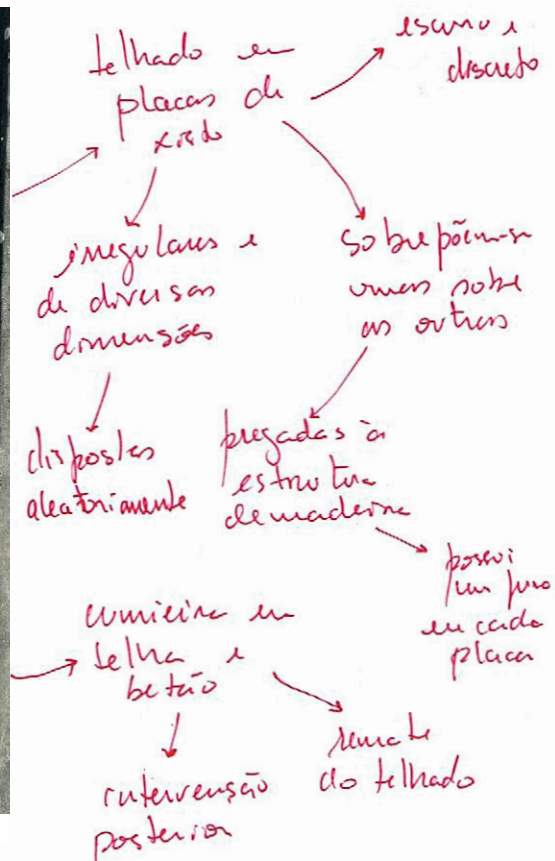 telhado em
placas de
xisto
escuro e
discreto
irregulares e
de diversas
dimensões
sobrepõem-se
umas sobre
as outras
dispostas
aleatoriamente
pregadas à
estrutura
de madeira
possui
um furo
em cada
placa
cumieira em
telha e
betão
intervenção
posterior
remate
do telhado